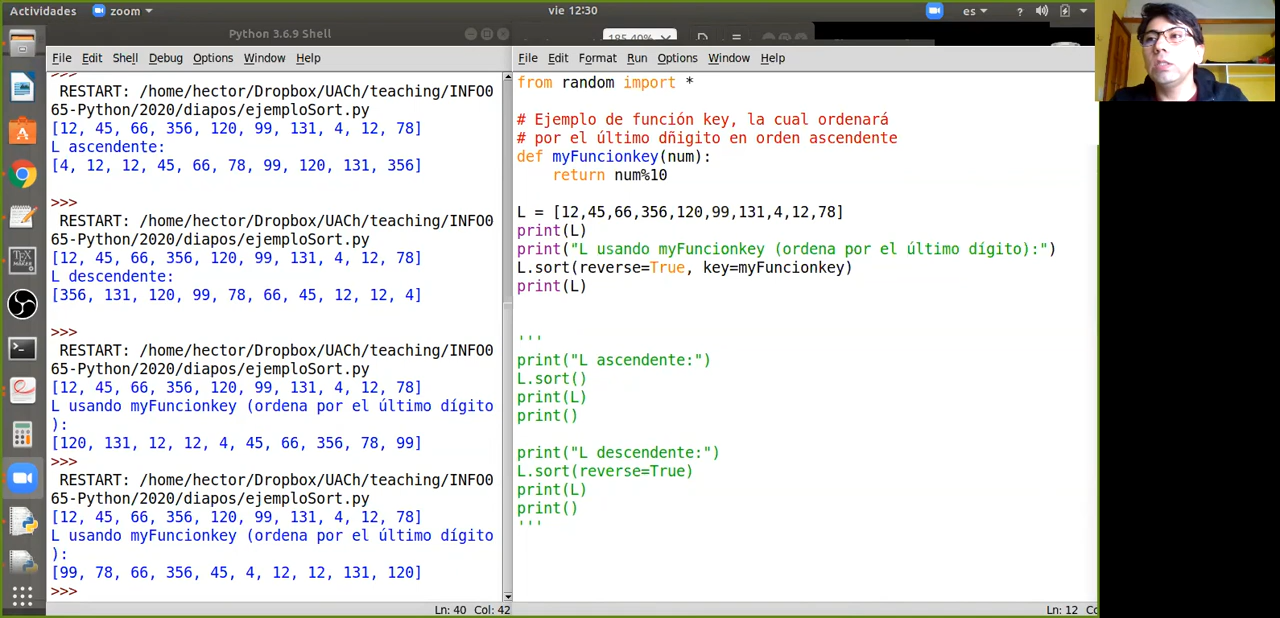 Actividades
zoom
vie 12:30
es
Python 3.6.9 Shell
185,40%
File Edit Shell Debug Options Window Help
>>>
RESTART: /home/hector/Dropbox/UACh/teaching/INFO0
65-Python/2020/diapos/ejemploSort.py
[12, 45, 66, 356, 120, 99, 131, 4, 12, 78]
L ascendente:
[4, 12, 12, 45, 66, 78, 99, 120, 131, 356]
>>>
RESTART: /home/hector/Dropbox/UACh/teaching/INFO0
65-Python/2020/diapos/ejemploSort.py
[12, 45, 66, 356, 120, 99, 131, 4, 12, 78]
L descendente:
[356, 131, 120, 99, 78, 66, 45, 12, 12, 4]
>>>
RESTART: /home/hector/Dropbox/UACh/teaching/INFO0
65-Python/2020/diapos/ejemploSort.py
[12, 45, 66, 356, 120, 99, 131, 4, 12, 78]
L usando myFuncionkey (ordena por el último dígito
):
[120, 131, 12, 12, 4, 45, 66, 356, 78, 99]
>>>
RESTART: /home/hector/Dropbox/UACh/teaching/INFO0
65-Python/2020/diapos/ejemploSort.py
[12, 45, 66, 356, 120, 99, 131, 4, 12, 78]
L usando myFuncionkey (ordena por el último dígito
):
[99, 78, 66, 356, 45, 4, 12, 12, 131, 120]
>>>
Ln: 40 Col: 42
File Edit Format Run Options Window Help
from random import *
# Ejemplo de función key, la cual ordenará
# por el último dñigito en orden ascendente
def myFuncionkey(num):
return num%10
L = [12,45,66,356,120,99,131,4,12,78]
print(L)
print("L usando myFuncionkey (ordena por el último dígito):")
L.sort(reverse=True, key=myFuncionkey)
print(L)
'''
print("L ascendente:")
L.sort()
print(L)
print()
print("L descendente:")
L.sort(reverse=True)
print(L)
print()
'''
Ln: 12 Co